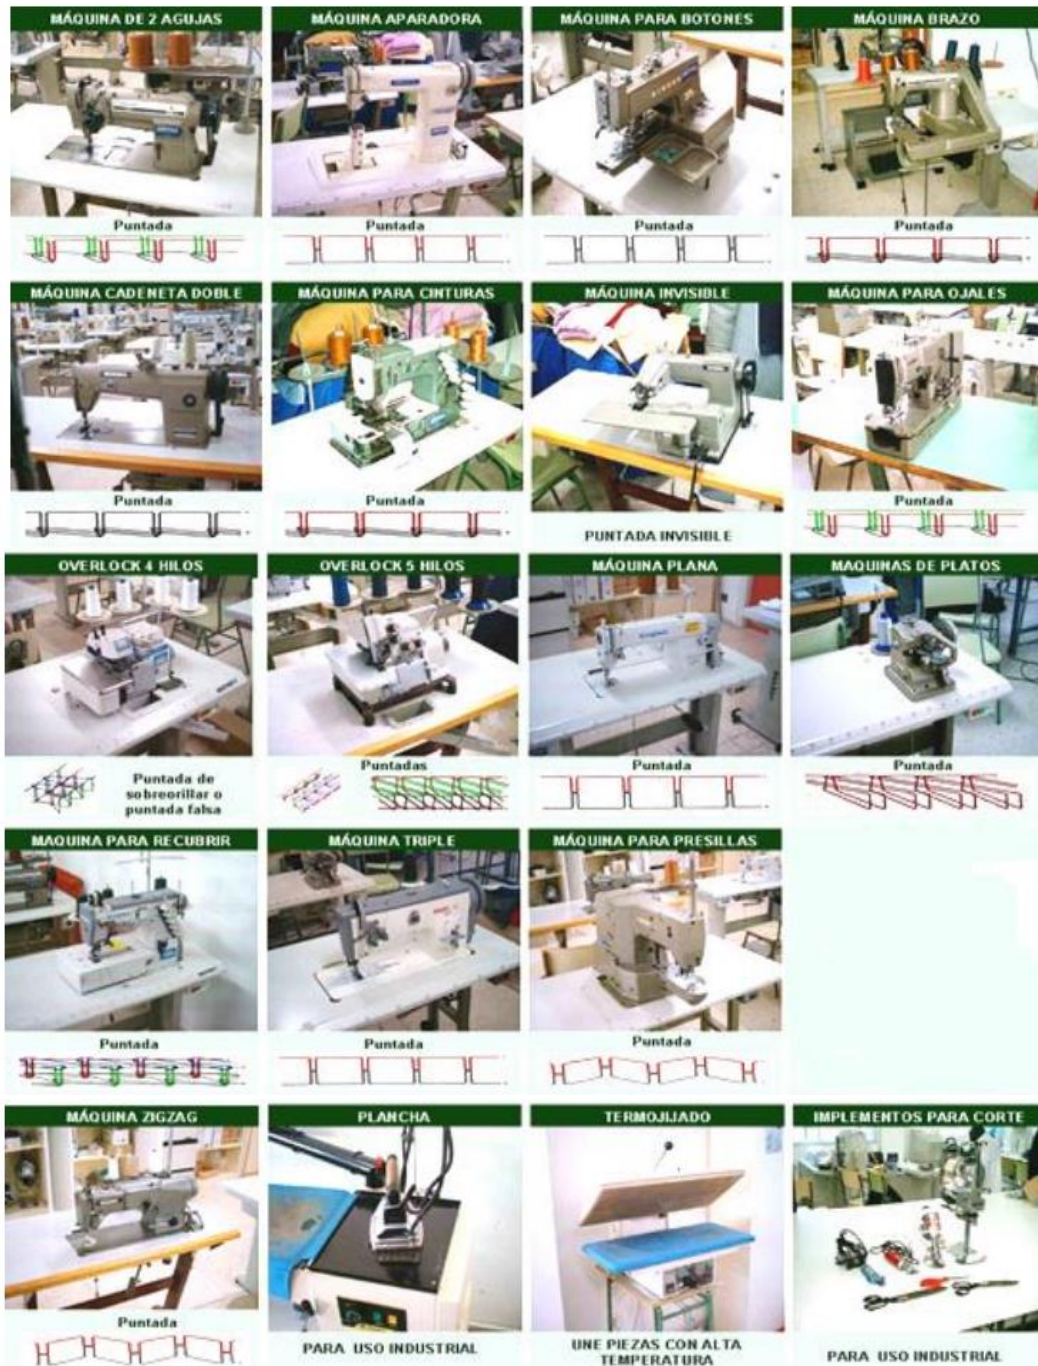 MÁQUINA DE 2 AGUJAS
MÁQUINA APARADORA
MÁQUINA PARA BOTONES
MÁQUINA BRAZO
Puntada
Puntada
Puntada
Puntada
MÁQUINA CADENETA DOBLE
MÁQUINA PARA CINTURAS
MÁQUINA INVISIBLE
MÁQUINA PARA OJALES
Puntada
Puntada
PUNTADA INVISIBLE
Puntada
OVERLOCK 4 HILOS
OVERLOCK 5 HILOS
MÁQUINA PLANA
MAQUINAS DE PLATOS
Puntada de
sobreorillar o
puntada falsa
Puntadas
Puntada
Puntada
MAQUINA PARA RECUBRIR
MÁQUINA TRIPLE
MÁQUINA PARA PRESILLAS
Puntada
Puntada
Puntada
MÁQUINA ZIGZAG
PLANCHA
TERMOJIJADO
IMPLEMENTOS PARA CORTE
Puntada
PARA USO INDUSTRIAL
UNE PIEZAS CON ALTA
TEMPERATURA
PARA USO INDUSTRIAL